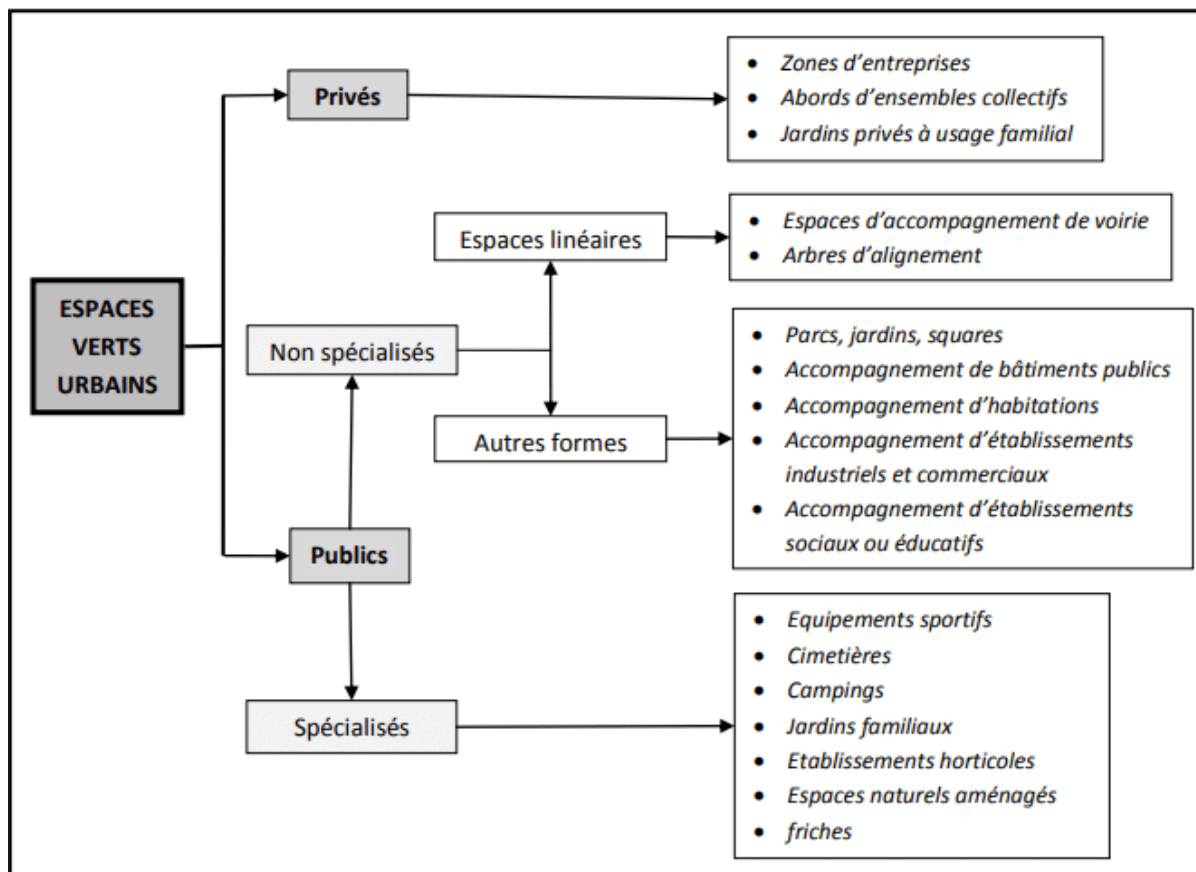 Privés
• Zones d'entreprises
• Abords d'ensembles collectifs
• Jardins privés à usage familial
ESPACES
VERTS
URBAINS
Non spécialisés
Espaces linéaires
• Espaces d'accompagnement de voirie
• Arbres d'alignement
Autres formes
• Parcs, jardins, squares
• Accompagnement de bâtiments publics
• Accompagnement d'habitations
• Accompagnement d'établissements
industriels et commerciaux
• Accompagnement d'établissements
sociaux ou éducatifs
Publics
Spécialisés
• Equipements sportifs
• Cimetières
• Campings
• Jardins familiaux
• Etablissements horticoles
• Espaces naturels aménagés
• friches